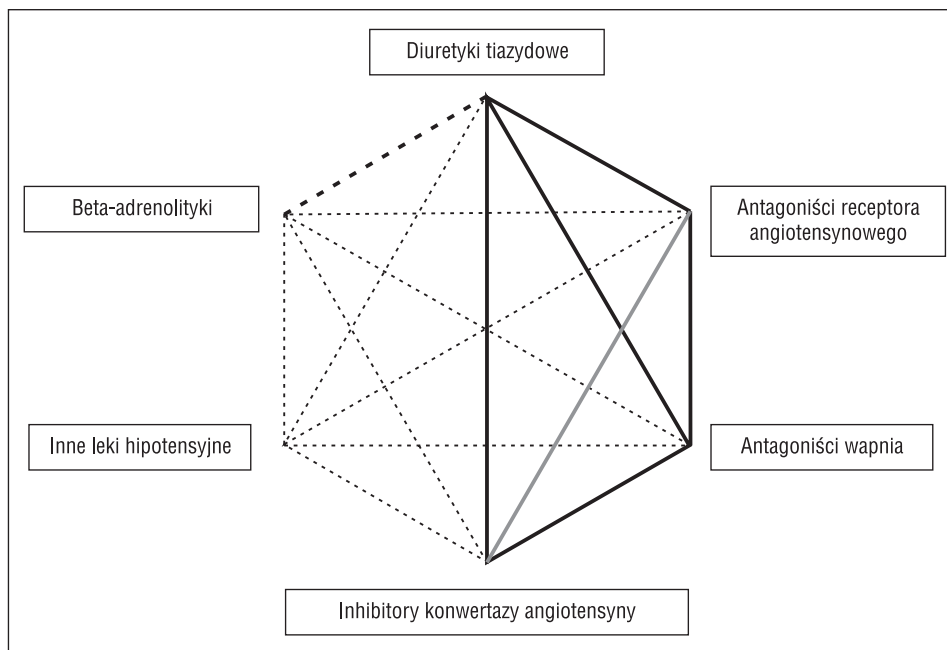 Diuretyki tiazydowe
Beta-adrenolityki
Antagoniści receptora
angiotensynowego
Inne leki hipotensyjne
Antagoniści wapnia
Inhibitory konwertazy angiotensyny